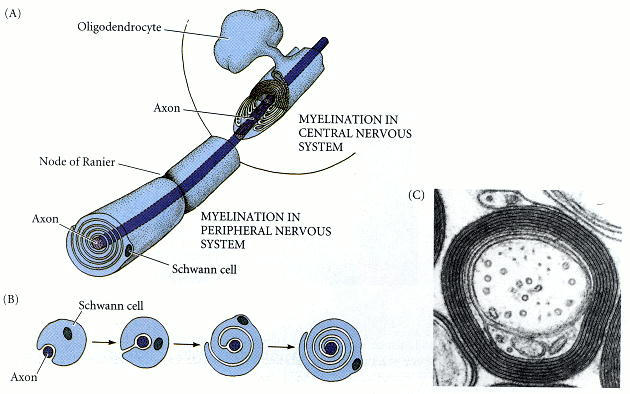 (A)
Oligodendrocyte
Axon
MYELINATION IN
CENTRAL NERVOUS
SYSTEM
Node of Ranier
Axon
MYELINATION IN
PERIPHERAL NERVOUS
SYSTEM
Schwann cell
(B)
Schwann cell
Axon
(C)